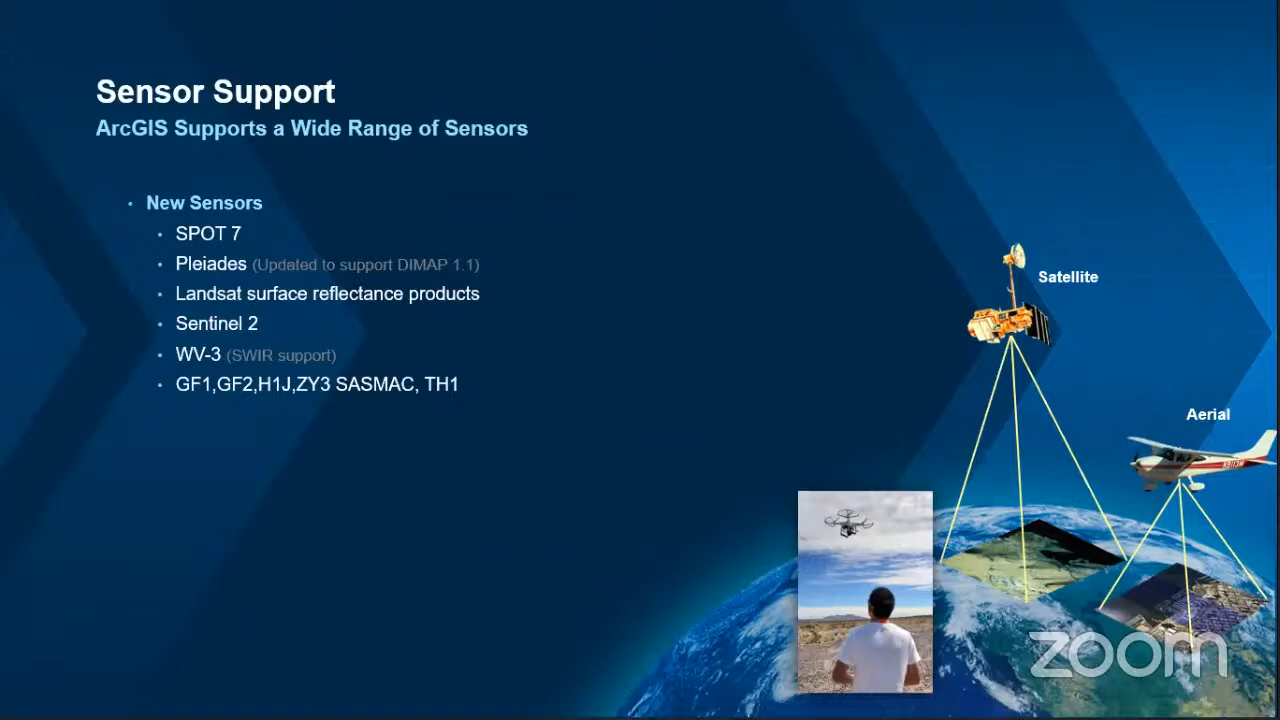 Sensor Support
ArcGIS Supports a Wide Range of Sensors
• New Sensors
• SPOT 7
• Pleiades (Updated to support DIMAP 1.1)
• Landsat surface reflectance products
• Sentinel 2
• WV-3 (SWIR support)
• GF1,GF2,H1J,ZY3 SASMAC, TH1
Satellite
Aerial
zoom